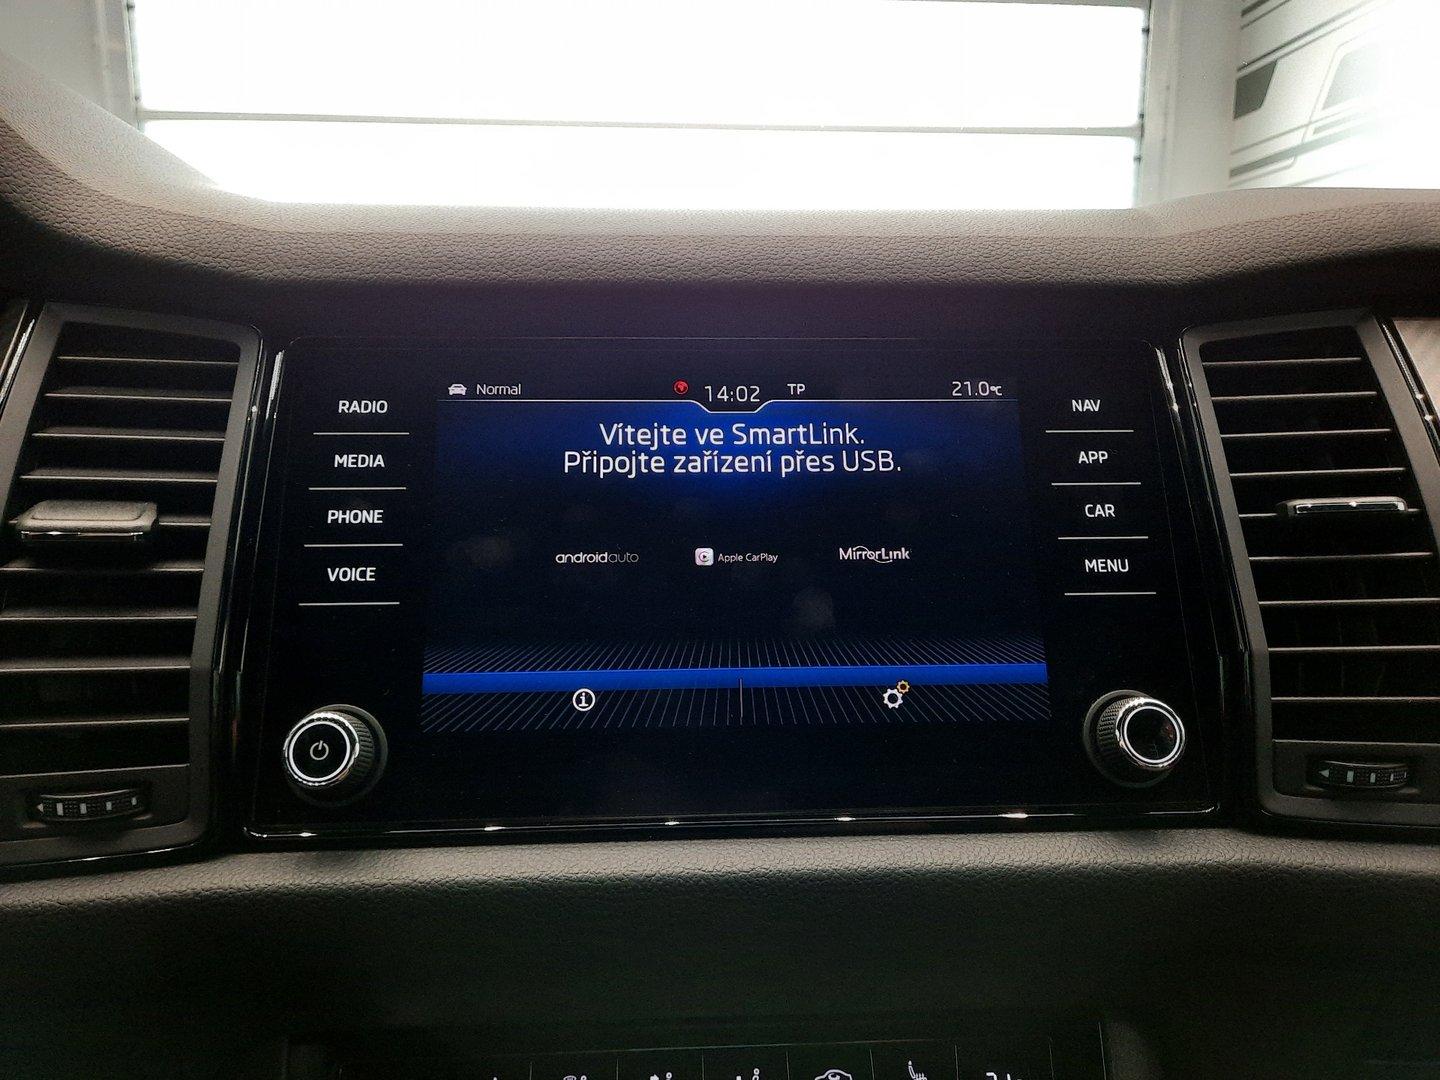 Normal
14:02
TP
21.0°C
RADIO
MEDIA
PHONE
VOICE
Vítejte ve SmartLink.
Připojte zařízení přes USB.
androidauto
Apple CarPlay
MirrorLink
NAV
APP
CAR
MENU